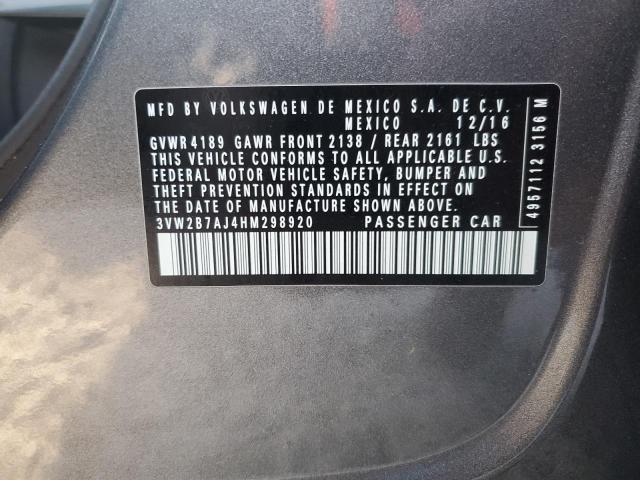 MFD BY VOLKSWAGEN DE MEXICO S.A. DE C.V.
MEXICO 12/16
GVWR 4189 GAWR FRONT 2138 / REAR 2161 LBS
THIS VEHICLE CONFORMS TO ALL APPLICABLE U.S.
FEDERAL MOTOR VEHICLE SAFETY, BUMPER AND
THEFT PREVENTION STANDARDS IN EFFECT ON
THE DATE OF MANUFACTURE SHOWN ABOVE.
3VW2B7AJ4HM298920 PASSENGER CAR
4957112 3156 M